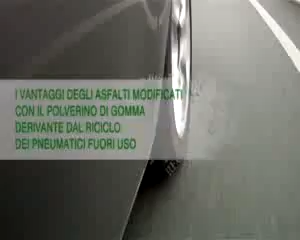 I VANTAGGI DEGLI ASFALTI MODIFICATI
CON IL POLVERINO DI GOMMA
DERIVANTE DAL RICICLO
DEI PNEUMATICI FUORI USO